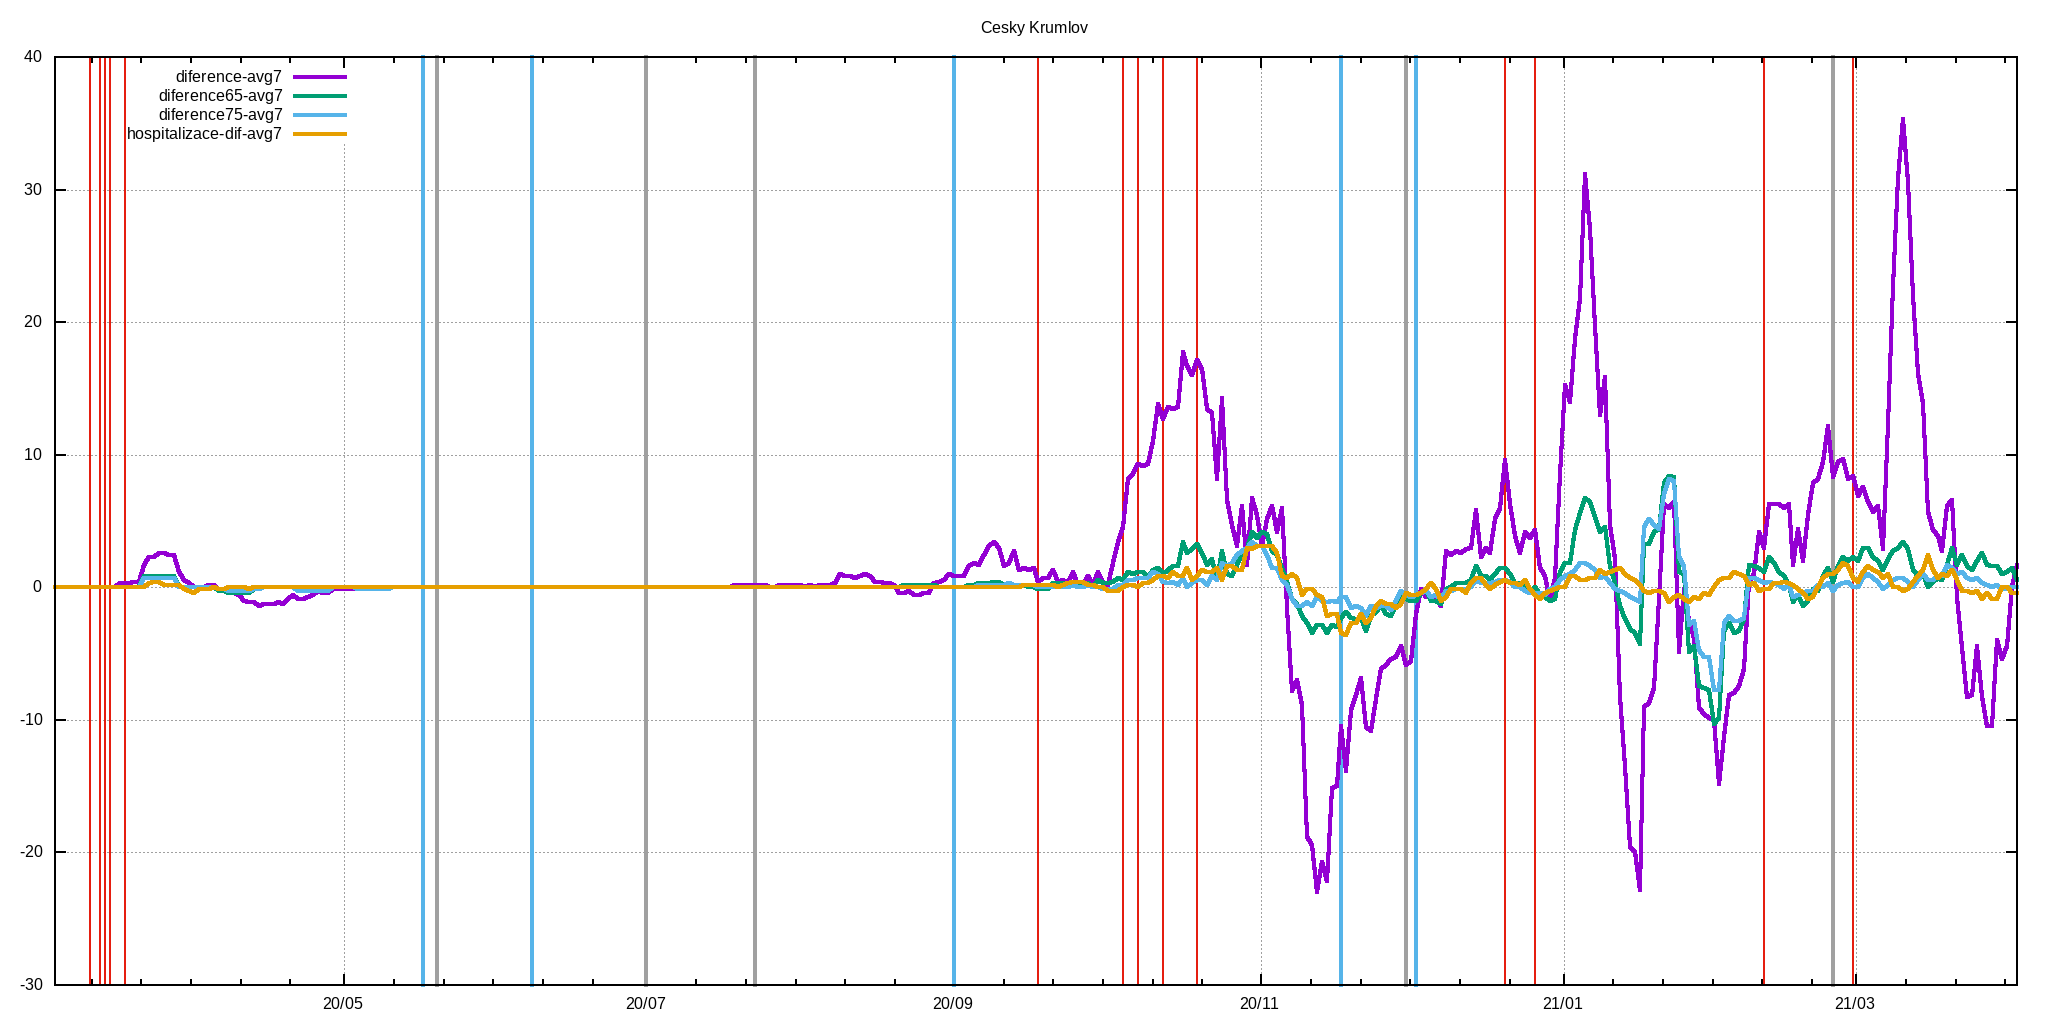 Cesky Krumlov
40
30
20
10
0
-10
-20
-30
diference-avg7
diference65-avg7
diference75-avg7
hospitalizace-dif-avg7
20/05
20/07
20/09
20/11
21/01
21/03